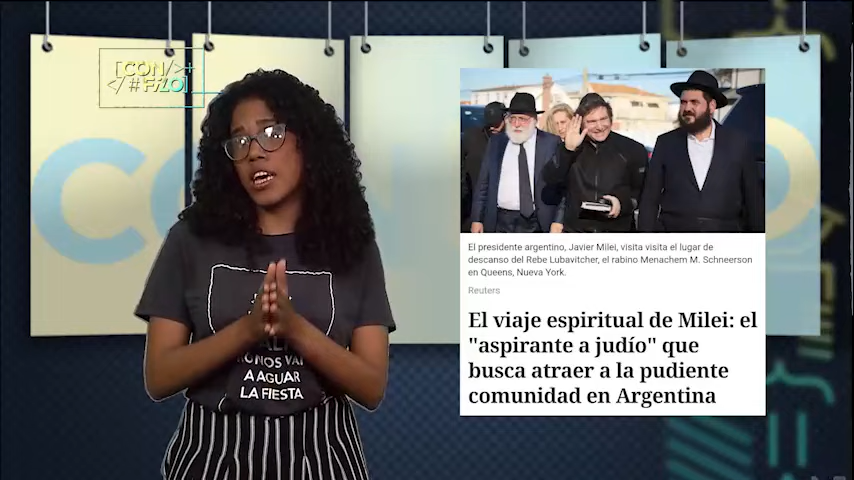 [CON/>+
</#FI/LO]
El presidente argentino, Javier Milei, visita visita el lugar de
descanso del Rebe Lubavitcher, el rabino Menachem M. Schneerson
en Queens, Nueva York.
Reuters
El viaje espiritual de Milei: el
"aspirante a judío" que
busca atraer a la pudiente
comunidad en Argentina
NOS VA
A AGUAR
LA FIESTA